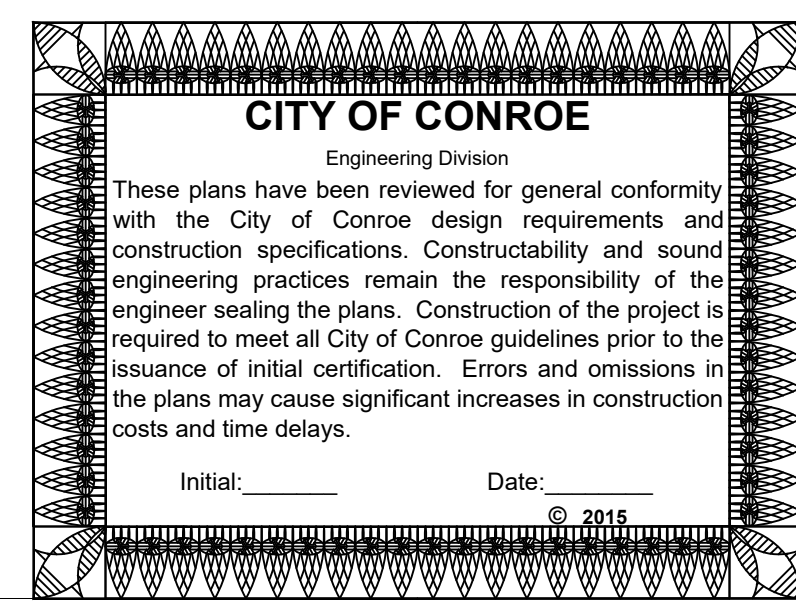 CITY OF CONROE
Engineering Division
These plans have been reviewed for general conformity
with the City of Conroe design requirements and
construction specifications. Constructability and sound
engineering practices remain the responsibility of the
engineer sealing the plans. Construction of the project is
required to meet all City of Conroe guidelines prior to the
issuance of initial certification. Errors and omissions in
the plans may cause significant increases in construction
costs and time delays.
Initial:_______ Date:________
© 2015